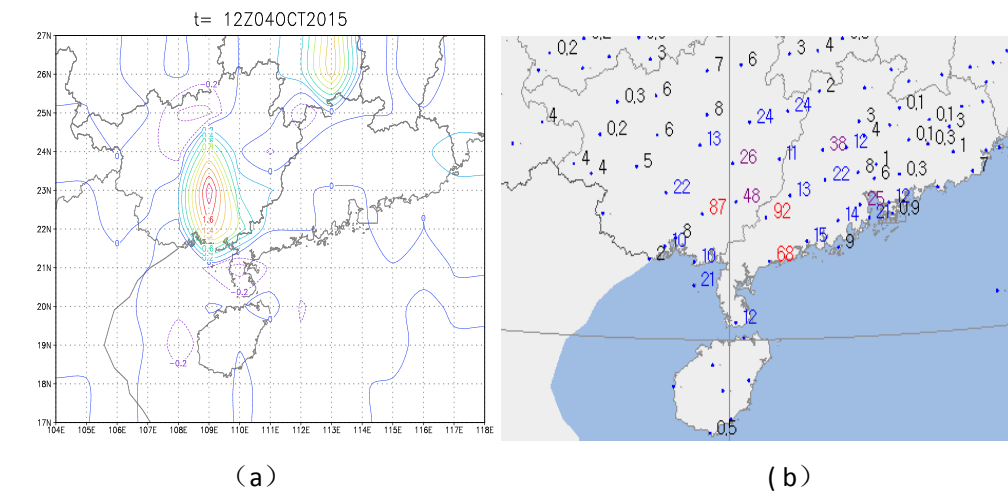 t= 12Z04OCT2015
27N
26N
25N
24N
23N
22N
21N
20N
19N
18N
17N
-0.2
0
0
0
0
0
0
1.6
-0.2
-0.2
104E 105E 106E 107E 108E 109E 110E 111E 112E 113E 114E 115E 116E 117E 118E
0,2 3 7 6 3 4
4 0,3 6 8 24 24 2 0,1
0,2 6 13 3 4 0,1 3
4 4 5 26 11 38 12 0,1 0,3 1
22 48 13 22 8 6 1 0,3 7
87 92 14 25 21 12 0,9
8 10 2 10 68 15 9
21
12
0,5
(a) (b)